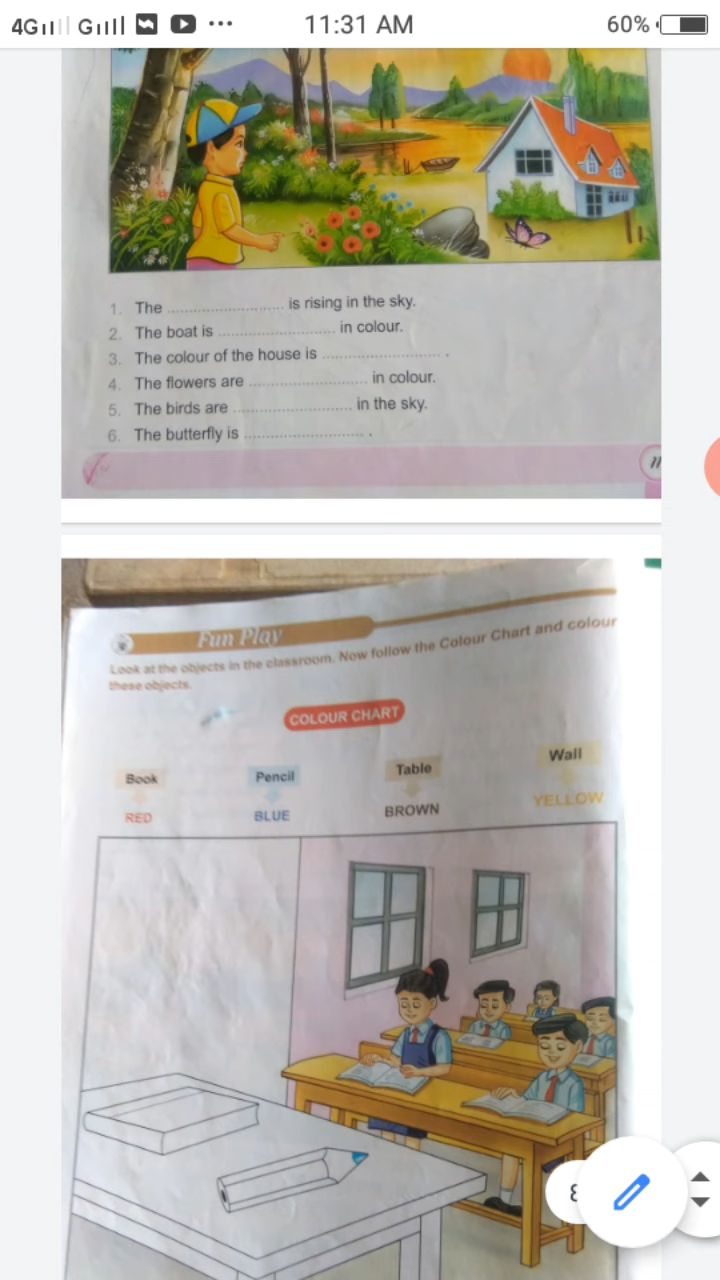 4G G ... 11:31 AM 60%
1. The ........................ is rising in the sky.
2. The boat is ........................ in colour.
3. The colour of the house is ........................ .
4. The flowers are ........................ in colour.
5. The birds are ........................ in the sky.
6. The butterfly is ........................ .
Fun Play
Look at the objects in the classroom. Now follow the Colour Chart and colour
these objects.
COLOUR CHART
Book Pencil Table Wall
RED BLUE BROWN YELLOW